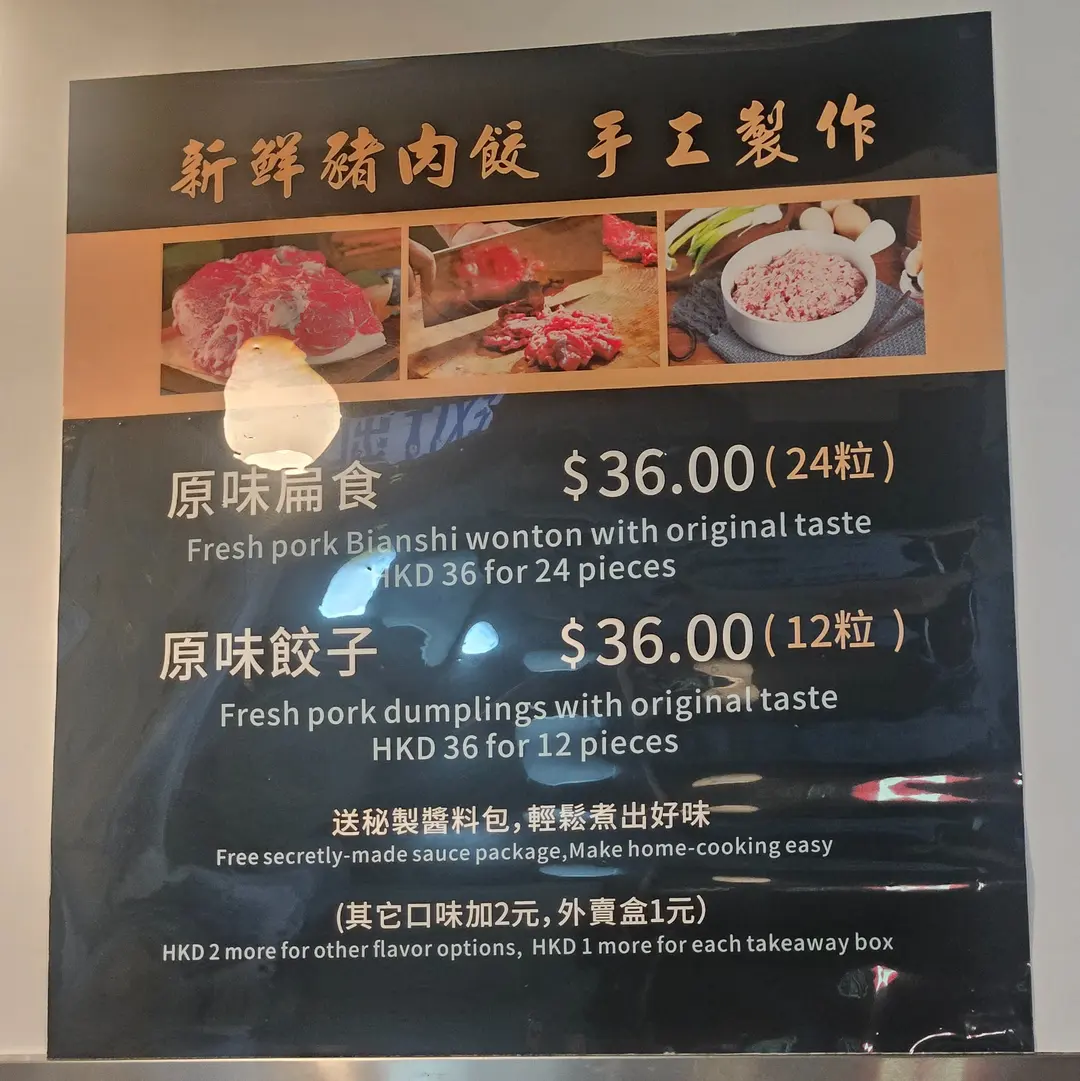 新鮮豬肉餃 手工製作
原味扁食 $36.00(24粒)
Fresh pork Bianshi wonton with original taste
HKD 36 for 24 pieces
原味餃子 $36.00(12粒)
Fresh pork dumplings with original taste
HKD 36 for 12 pieces
送秘製醬料包,輕鬆煮出好味
Free secretly-made sauce package,Make home-cooking easy
(其它口味加2元,外賣盒1元)
HKD 2 more for other flavor options, HKD 1 more for each takeaway box